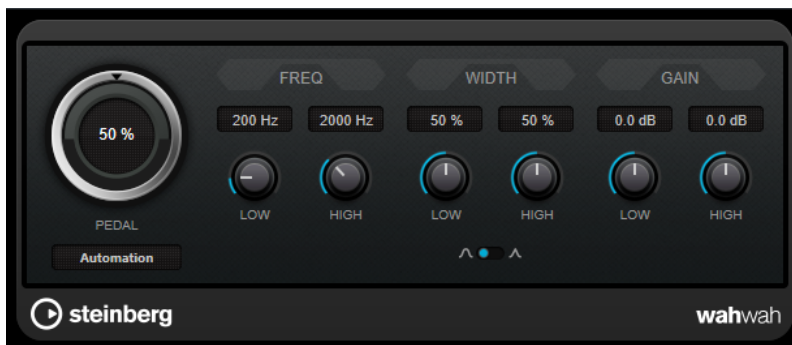 FREQ WIDTH GAIN
50 % 200 Hz 2000 Hz 50 % 50 % 0.0 dB 0.0 dB
LOW HIGH LOW HIGH LOW HIGH
PEDAL
Automation
steinberg wahwah